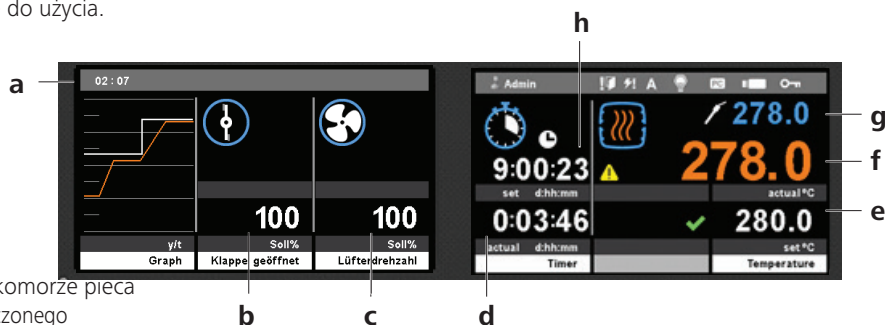 do użycia.
h
a
02 : 07
Admin
A
PC
278.0
g
9:00:23
278.0
f
set d:hh:mm
actual °C
100
100
0:03:46
280.0
e
y/t
Soll%
Soll%
actual d:hh:mm
set °C
Graph
Klappe geöffnet
Lüfterdrehzahl
Timer
Temperature
komorze pieca
zonego
b
c
d